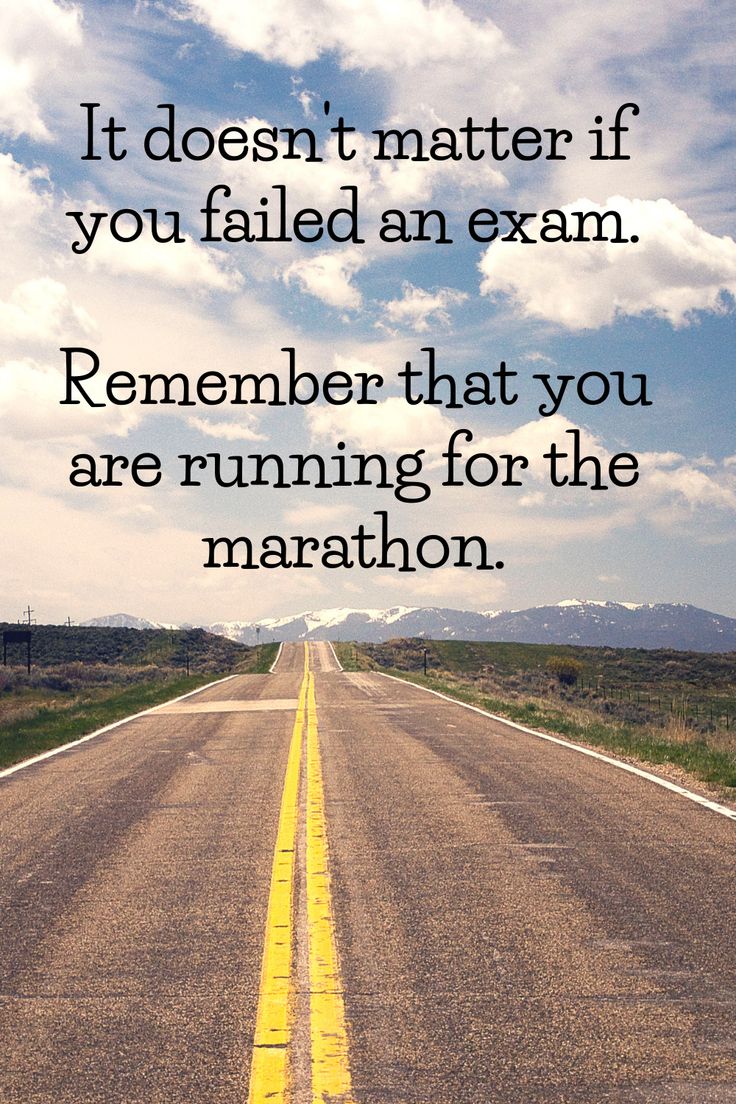 It doesn't matter if
you failed an exam.
Remember that you
are running for the
marathon.